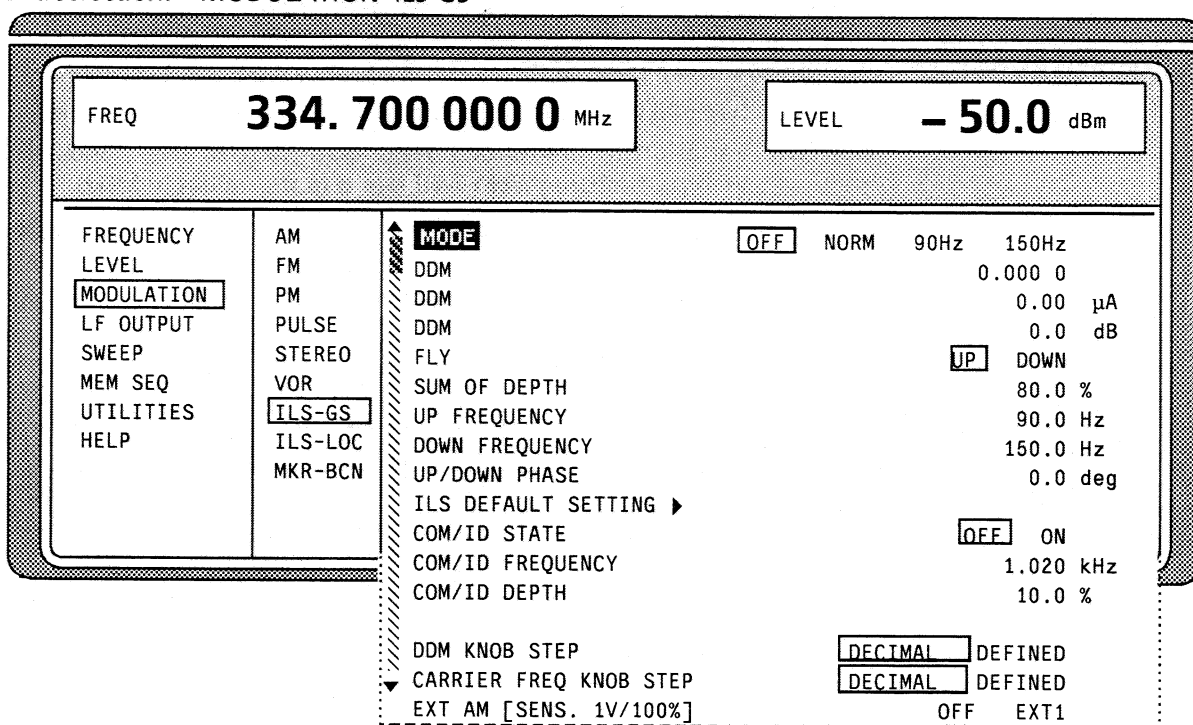 MODULATION ILS-GS
FREQ 334. 700 000 0 MHz
LEVEL – 50.0 dBm
FREQUENCY
LEVEL
MODULATION
LF OUTPUT
SWEEP
MEM SEQ
UTILITIES
HELP
AM
FM
PM
PULSE
STEREO
VOR
ILS-GS
ILS-LOC
MKR-BCN
MODE OFF NORM 90Hz 150Hz
DDM 0.000 0
DDM 0.00 µA
DDM 0.0 dB
FLY UP DOWN
SUM OF DEPTH 80.0 %
UP FREQUENCY 90.0 Hz
DOWN FREQUENCY 150.0 Hz
UP/DOWN PHASE 0.0 deg
ILS DEFAULT SETTING
COM/ID STATE OFF ON
COM/ID FREQUENCY 1.020 kHz
COM/ID DEPTH 10.0 %
DDM KNOB STEP DECIMAL DEFINED
CARRIER FREQ KNOB STEP DECIMAL DEFINED
EXT AM [SENS. 1V/100%] OFF EXT1